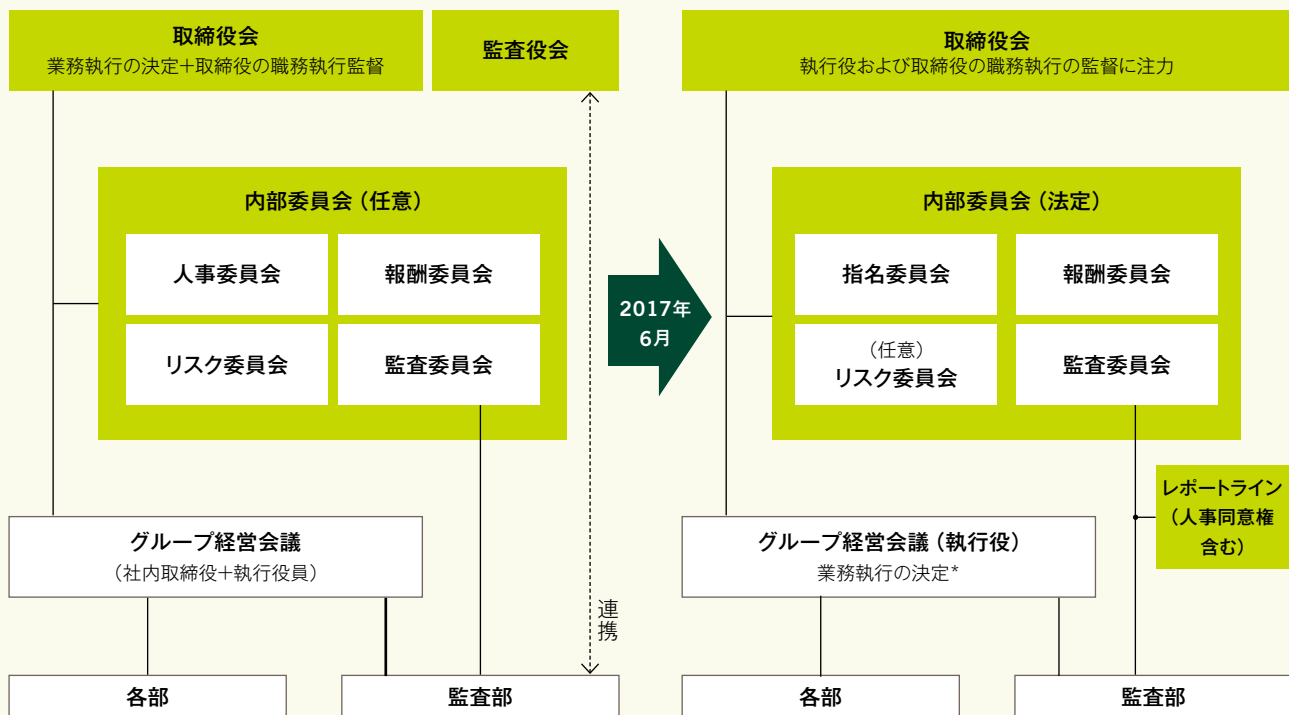 取締役会
業務執行の決定+取締役の職務執行監督
監査役会
内部委員会(任意)
人事委員会
報酬委員会
リスク委員会
監査委員会
グループ経営会議
(社内取締役+執行役員)
連携
各部
監査部
2017年
6月
取締役会
執行役および取締役の職務執行の監督に注力
内部委員会(法定)
指名委員会
報酬委員会
(任意)
リスク委員会
監査委員会
レポートライン
(人事同意権
含む)
グループ経営会議(執行役)
業務執行の決定*
各部
監査部